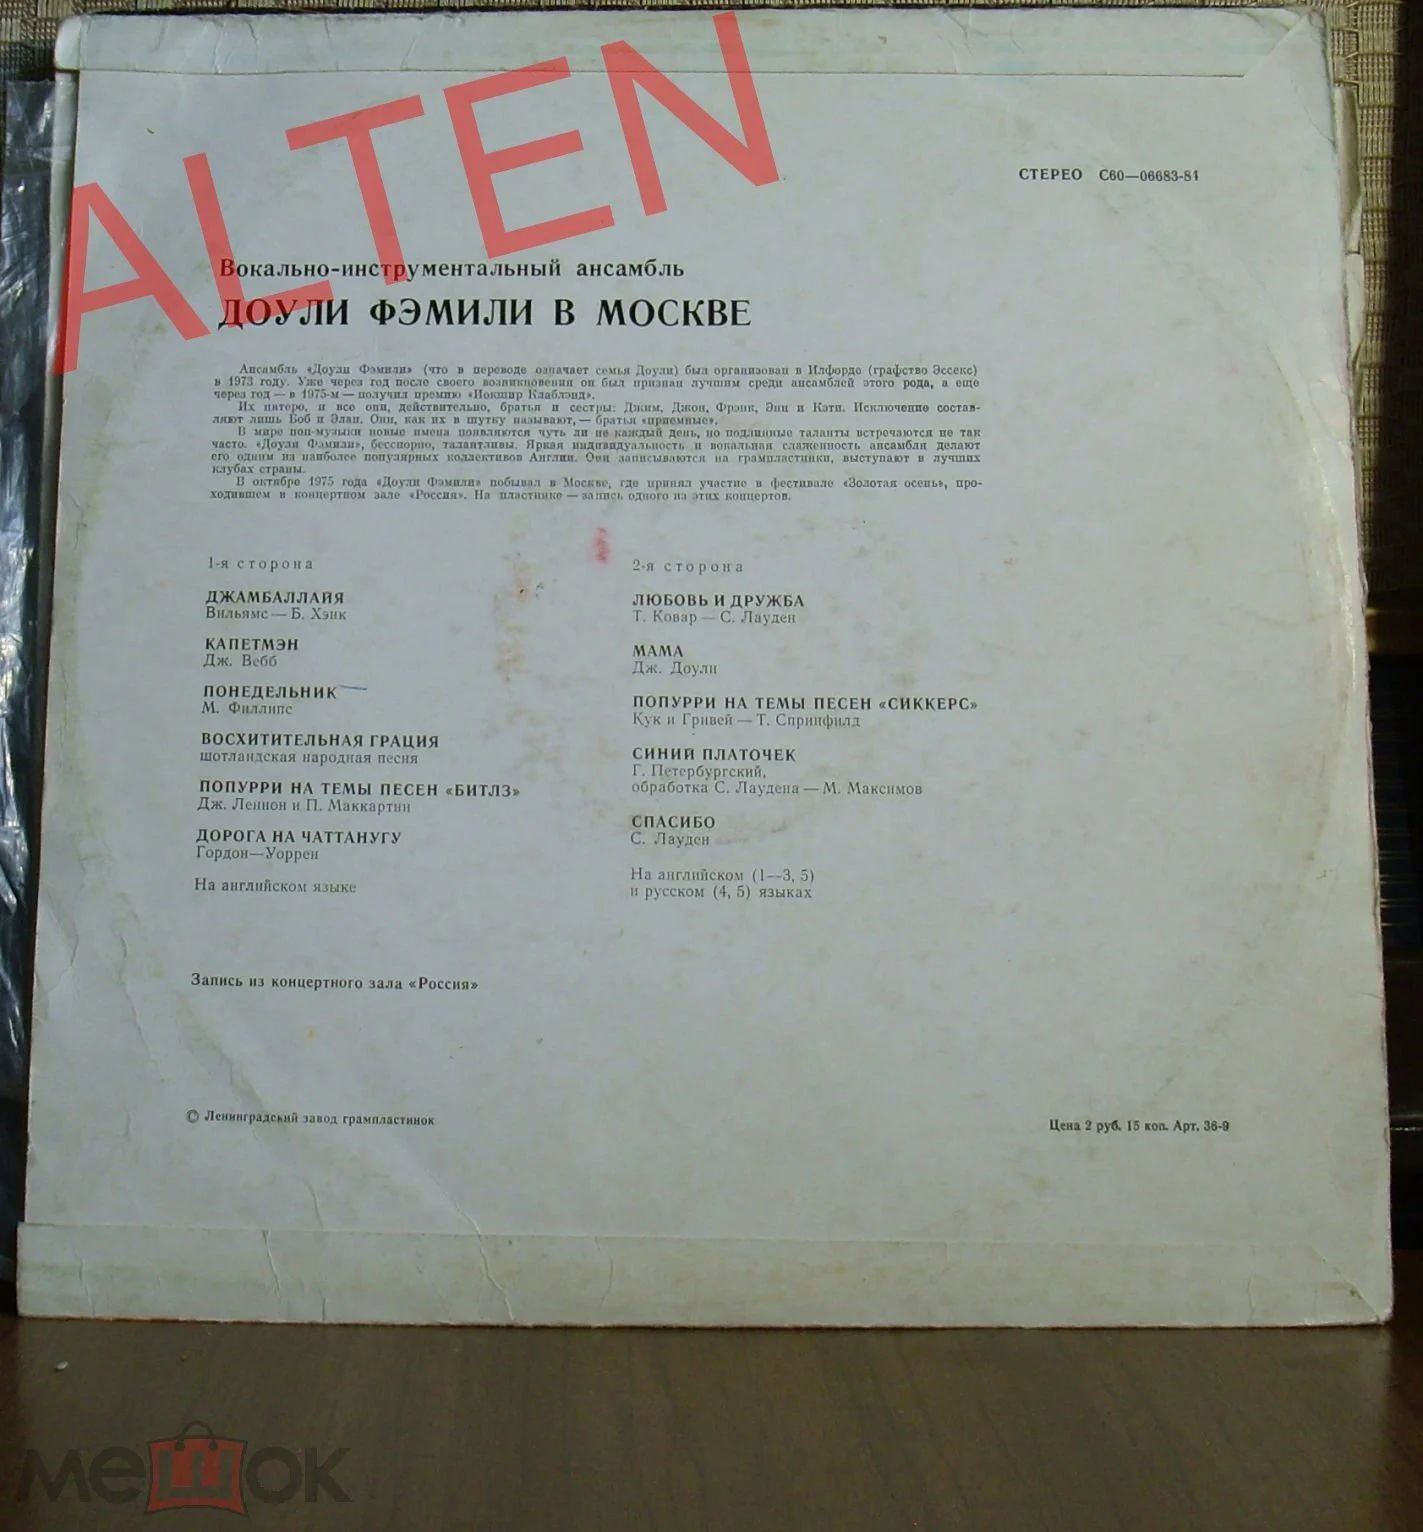 ALTEN
СТЕРЕО С60—06683-84
Вокально-инструментальный ансамбль
ДОУЛИ ФЭМИЛИ В МОСКВЕ
Ансамбль «Доули Фэмили» (что в переводе означает семья Доули) был организован в Илфорде (графство Эссекс)
в 1973 году. Уже через год после своего возникновения он был признан лучшим среди ансамблей этого рода, а еще
через год — в 1975-м — получил премию «Йокшир Клаблэнд».
Их пятеро, и все они, действительно, братья и сестры: Джим, Джон, Фрэнк, Энн и Кэти. Исключение состав-
ляют лишь Боб и Элан. Они, как их в шутку называют, — братья «приемные».
В мире поп-музыки новые имена появляются чуть ли не каждый день, но подлинные таланты встречаются не так
часто. «Доули Фэмили», бесспорно, талантливы. Яркая индивидуальность и вокальная слаженность ансамбля делают
его одним из наиболее популярных коллективов Англии. Они записываются на грампластинки, выступают в лучших
клубах страны.
В октябре 1975 года «Доули Фэмили» побывал в Москве, где принял участие в фестивале «Золотая осень», про-
ходившем в концертном зале «Россия». На пластинке — запись одного из этих концертов.
1-я сторона
ДЖАМБАЛЛАЙЯ
Вильямс — Б. Хэнк
КАПЕТМЭН
Дж. Вебб
ПОНЕДЕЛЬНИК
М. Филлипс
ВОСХИТИТЕЛЬНАЯ ГРАЦИЯ
шотландская народная песня
ПОПУРРИ НА ТЕМЫ ПЕСЕН «БИТЛЗ»
Дж. Леннон и П. Маккартни
ДОРОГА НА ЧАТТАНУГУ
Гордон—Уоррен
На английском языке
2-я сторона
ЛЮБОВЬ И ДРУЖБА
Т. Ковар — С. Лауден
МАМА
Дж. Доули
ПОПУРРИ НА ТЕМЫ ПЕСЕН «СИККЕРС»
Кук и Гривей — Т. Спринфилд
СИНИЙ ПЛАТОЧЕК
Г. Петербургский,
обработка С. Лаудена — М. Максимов
СПАСИБО
С. Лауден
На английском (1—3, 5)
и русском (4, 5) языках
Запись из концертного зала «Россия»
© Ленинградский завод грампластинок
Цена 2 руб. 15 коп. Арт. 36-9
мешок